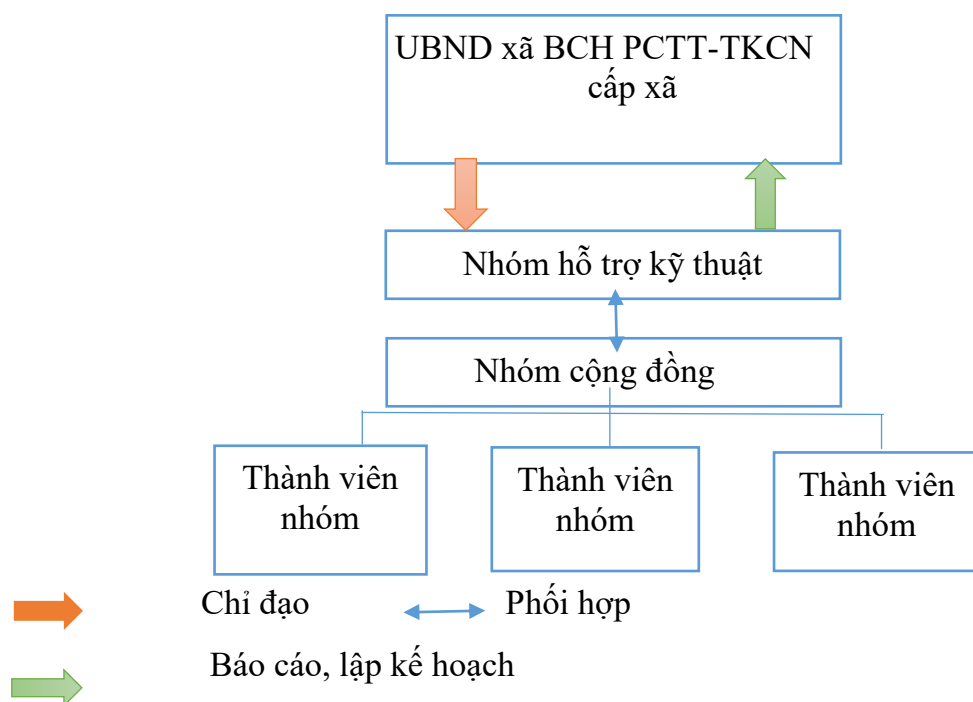 UBND xã BCH PCTT-TKCN
cấp xã
Nhóm hỗ trợ kỹ thuật
Nhóm cộng đồng
Thành viên
nhóm
Thành viên
nhóm
Thành viên
nhóm
Chỉ đạo
Phối hợp
Báo cáo, lập kế hoạch